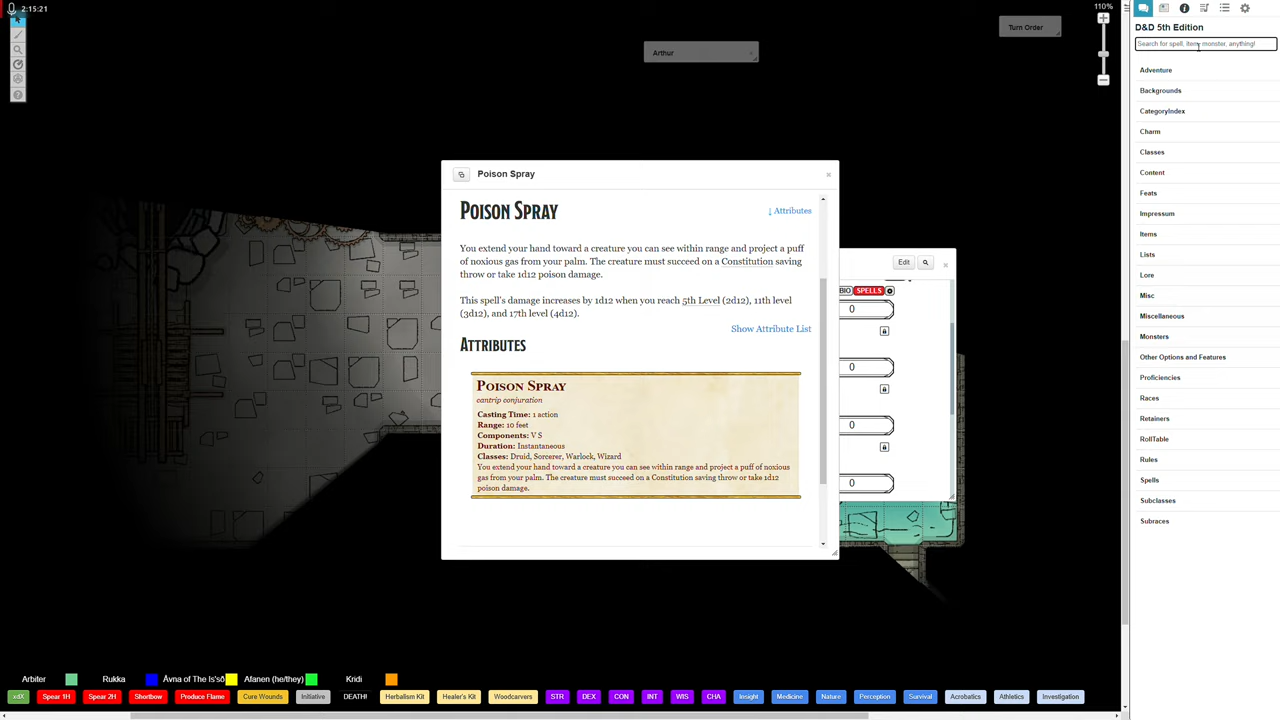 2:15:21
110%
Turn Order
Arthur
D&D 5th Edition
Search for spell, item, monster, anything!
Adventure
Backgrounds
CategoryIndex
Charm
Classes
Content
Feats
Impressum
Items
Lists
Lore
Misc
Miscellaneous
Monsters
Other Options and Features
Proficiencies
Races
Retainers
RollTable
Rules
Spells
Subclasses
Subraces
Poison Spray
POISON SPRAY
↓ Attributes
You extend your hand toward a creature you can see within range and project a puff
of noxious gas from your palm. The creature must succeed on a Constitution saving
throw or take 1d12 poison damage.
This spell's damage increases by 1d12 when you reach 5th Level (2d12), 11th level
(3d12), and 17th level (4d12).
Show Attribute List
ATTRIBUTES
POISON SPRAY
cantrip conjuration
Casting Time: 1 action
Range: 10 feet
Components: V S
Duration: Instantaneous
Classes: Druid, Sorcerer, Warlock, Wizard
You extend your hand toward a creature you can see within range and project a puff of noxious
gas from your palm. The creature must succeed on a Constitution saving throw or take 1d12
poison damage.
Edit
BIO SPELLS
0
0
0
0
Arbiter Rukka Avna of The Is'sð Afanen (he/they) Kridi
Spear 1H Spear 2H Shortbow Produce Flame Cure Wounds Initiative DEATH! Herbalism Kit Healer's Kit Woodcarvers STR DEX CON INT WIS CHA Insight Medicine Nature Perception Survival Acrobatics Athletics Investigation